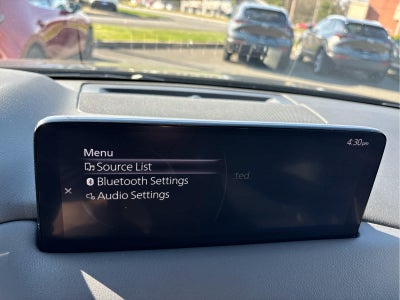 4:30pm
Menu
Source List
Bluetooth Settings
Audio Settings